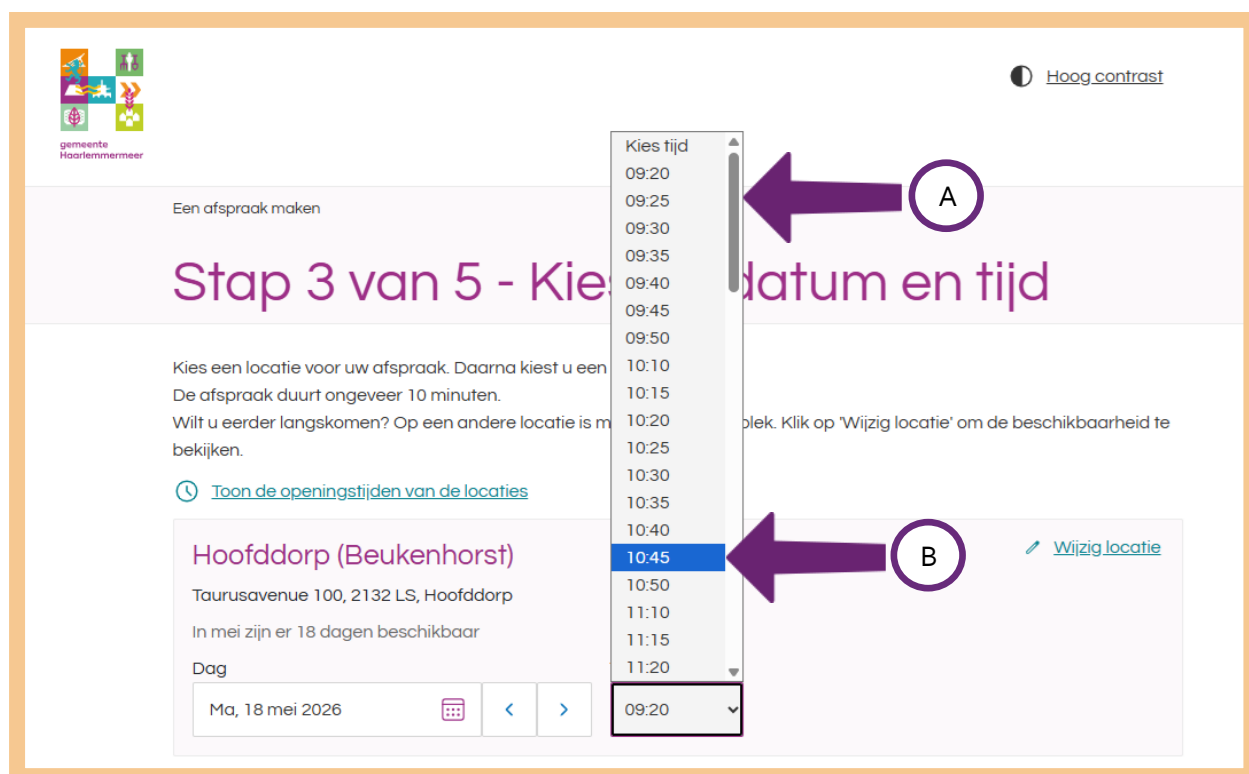 gemeente
Haarlemmermeer
Hoog contrast
Een afspraak maken
Stap 3 van 5 - Kies datum en tijd
Kies een locatie voor uw afspraak. Daarna kiest u een
De afspraak duurt ongeveer 10 minuten.
Wilt u eerder langskomen? Op een andere locatie is plek. Klik op 'Wijzig locatie' om de beschikbaarheid te
bekijken.
Toon de openingstijden van de locaties
Hoofddorp (Beukenhorst)
Wijzig locatie
Taurusavenue 100, 2132 LS, Hoofddorp
In mei zijn er 18 dagen beschikbaar
Dag
Ma, 18 mei 2026
09:20
Kies tijd
09:20
09:25
09:30
09:35
09:40
09:45
09:50
10:10
10:15
10:20
10:25
10:30
10:35
10:40
10:45
10:50
11:10
11:15
11:20
A
B